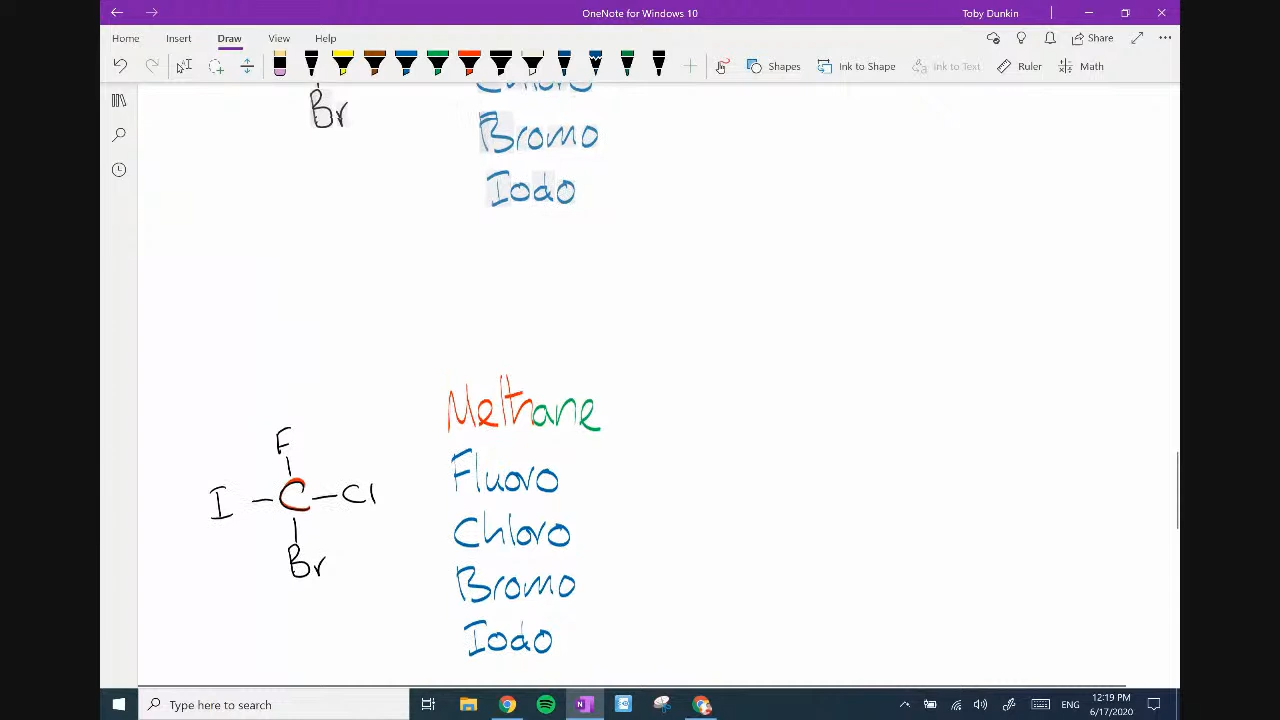 OneNote for Windows 10
Toby Dunkin
Home Insert Draw View Help
Share
Shapes
Ink to Shape
Ink to Text
Ruler
Math
Chloro
Br
Bromo
Iodo
Methane
F
Fluoro
I - C - Cl
Chloro
Br
Bromo
Iodo
Type here to search
ENG
12:19 PM
6/17/2020